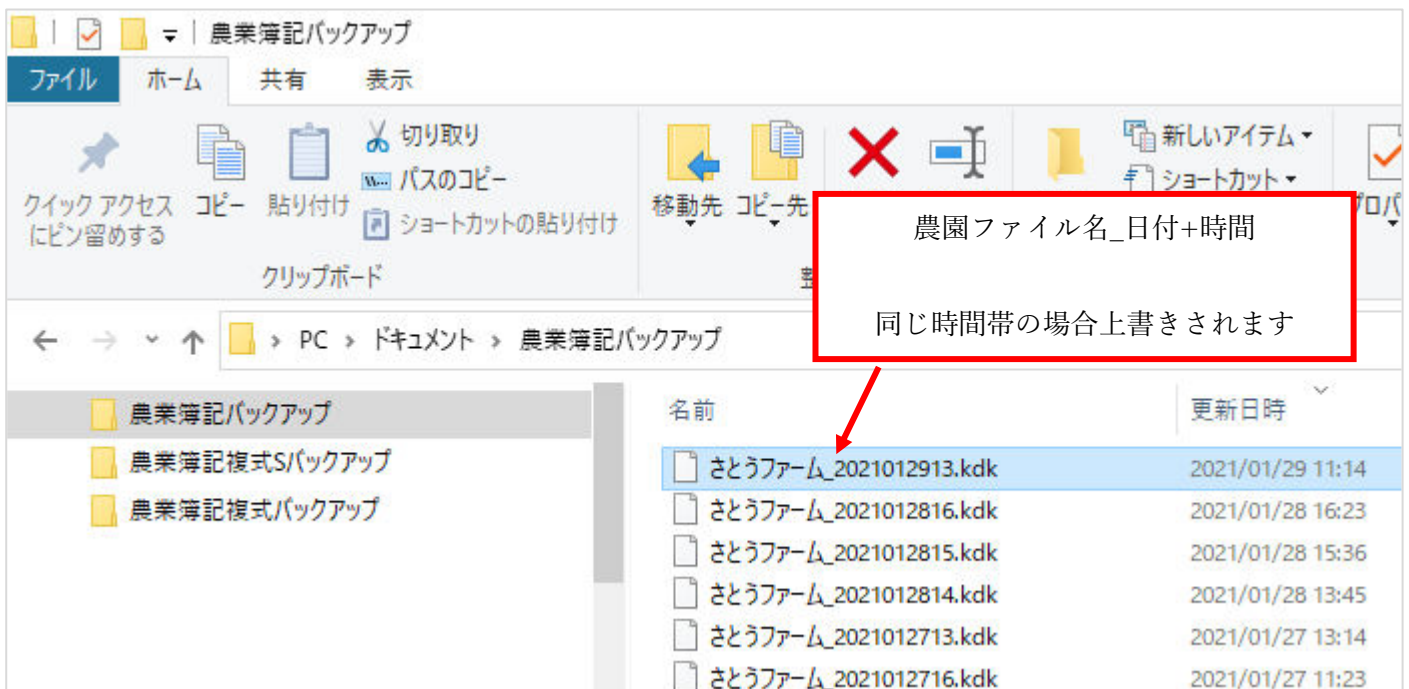 農業簿記バックアップ
ファイル ホーム 共有 表示
クイック アクセス
にピン留めする
コピー
貼り付け
切り取り
パスのコピー
ショートカットの貼り付け
クリップボード
移動先
コピー先
新しいアイテム
ショートカット
農園ファイル名_日付+時間
同じ時間帯の場合上書きされます
PC › ドキュメント › 農業簿記バックアップ
農業簿記バックアップ
農業簿記複式Sバックアップ
農業簿記複式バックアップ
名前 更新日時
さとうファーム_2021012913.kdk 2021/01/29 11:14
さとうファーム_2021012816.kdk 2021/01/28 16:23
さとうファーム_2021012815.kdk 2021/01/28 15:36
さとうファーム_2021012814.kdk 2021/01/28 13:45
さとうファーム_2021012713.kdk 2021/01/27 13:14
さとうファーム_2021012716.kdk 2021/01/27 11:23